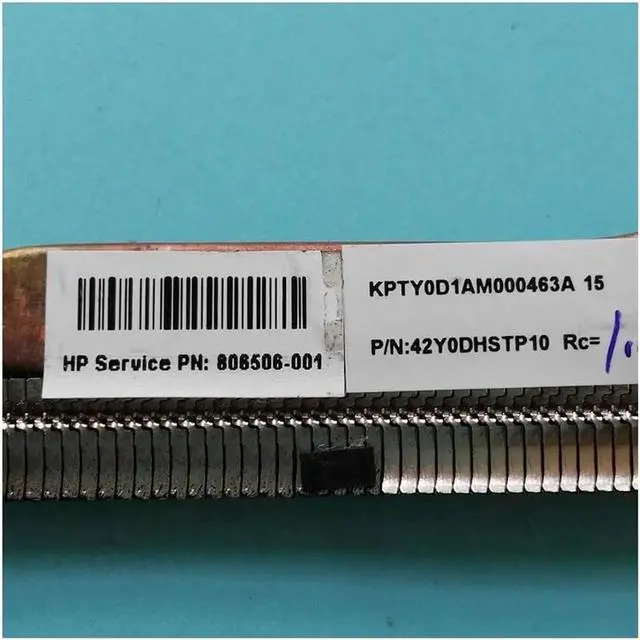 KPTY0D1AM000463A 15
P/N:42Y0DHSTP10 Rc=
HP Service PN: 806506-001